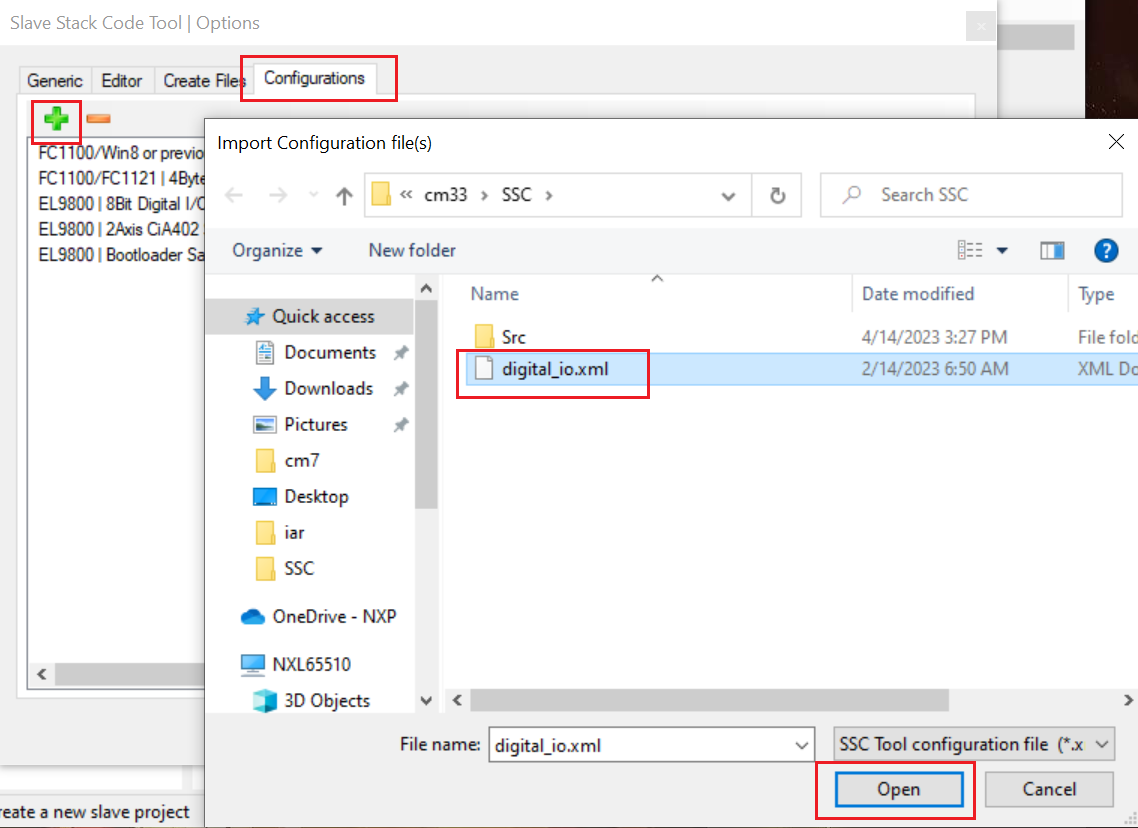 Slave Stack Code Tool | Options
Generic Editor Create Files Configurations
FC1100/Win8 or previo
FC1100/FC1121 | 4Byte
EL9800 | 8Bit Digital I/O
EL9800 | 2Axis CiA402
EL9800 | Bootloader Sa
Import Configuration file(s)
« cm33 › SSC ›
Search SSC
Organize New folder
?
Quick access
Documents
Downloads
Pictures
cm7
Desktop
iar
SSC
OneDrive - NXP
NXL65510
3D Objects
Name Date modified Type
Src 4/14/2023 3:27 PM File fold
digital_io.xml 2/14/2023 6:50 AM XML Do
File name: digital_io.xml SSC Tool configuration file (*.x
Open Cancel
reate a new slave project